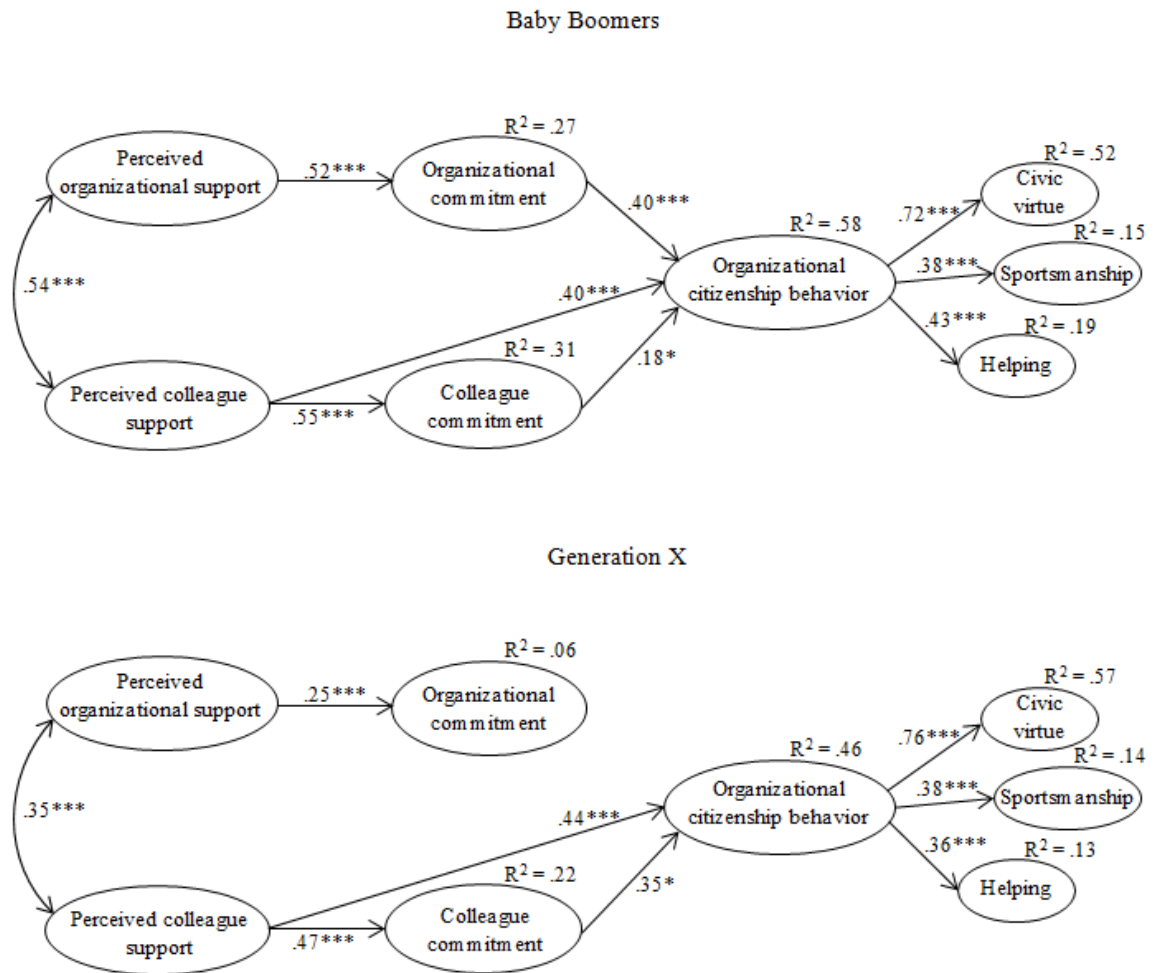 Baby Boomers
R² = .27
R² = .52
Perceived
organizational support
.52***
Organizational
commitment
Civic
virtue
.40***
R² = .58
.72***
R² = .15
Organizational
citizenship behavior
.38***
Sportsmanship
.54***
.40***
.43***
R² = .19
R² = .31
.18*
Helping
Perceived colleague
support
.55***
Colleague
commitment
Generation X
R² = .06
R² = .57
Perceived
organizational support
.25***
Organizational
commitment
Civic
virtue
R² = .46
.76***
R² = .14
Organizational
citizenship behavior
.38***
Sportsmanship
.35***
.44***
.36***
R² = .13
R² = .22
.35*
Helping
Perceived colleague
support
.47***
Colleague
commitment